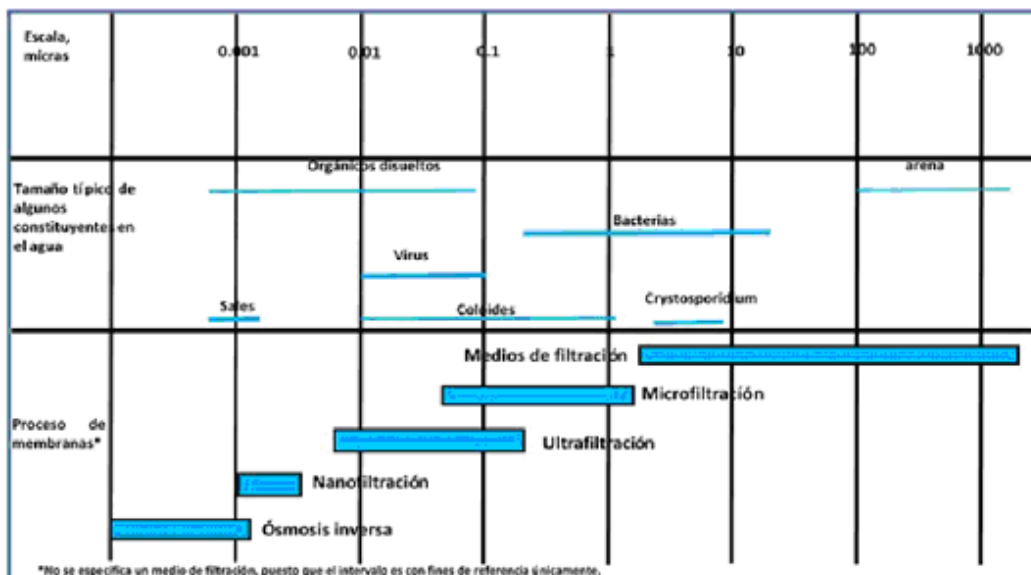 Escala,
micras
0.001
0.01
0.1
1
10
100
1000
Orgánicos disueltos
arena
Tamaño típico de
algunos
constituyentes en
el agua
Bacterias
Virus
Sales
Coloides
Crystosporidium
Medios de filtración
Microfiltración
Proceso de
membranas*
Ultrafiltración
Nanofiltración
Ósmosis inversa
*No se especifica un medio de filtración, puesto que el intervalo es con fines de referencia únicamente.